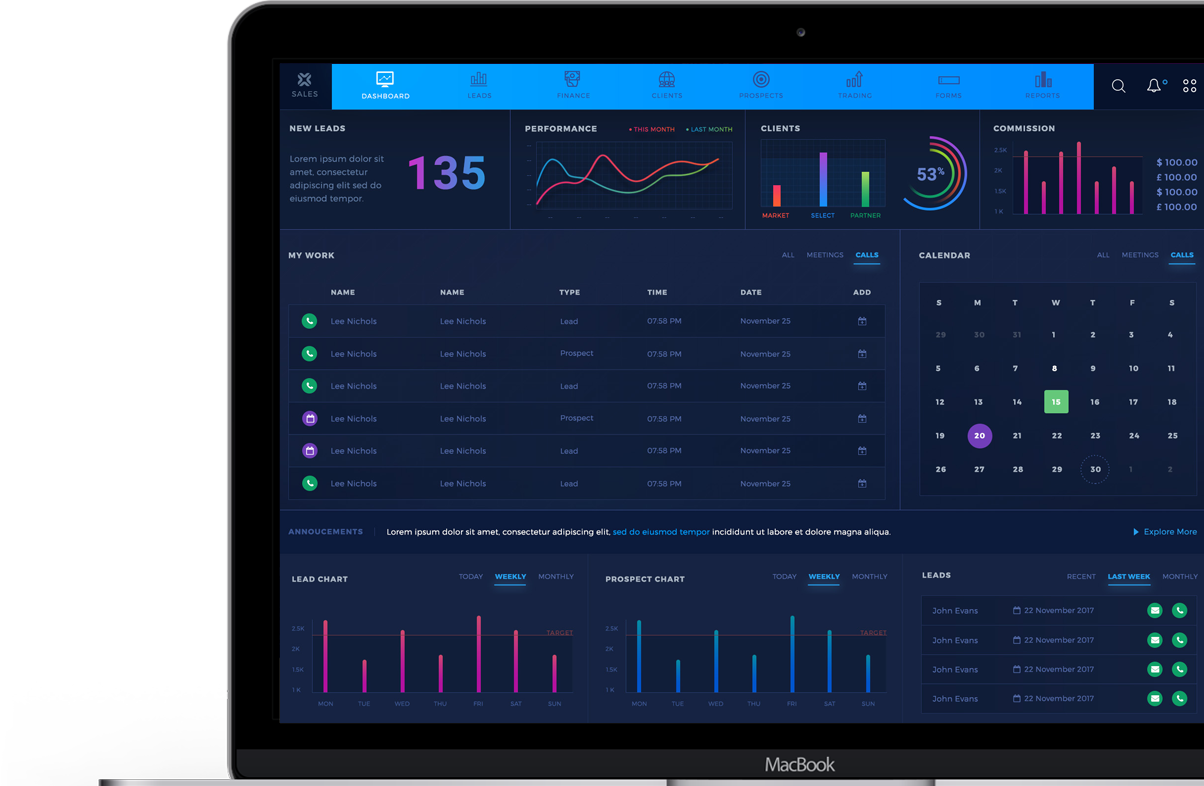 SALES
DASHBOARD
LEADS
FINANCE
CLIENTS
PROSPECTS
TRADING
FORMS
REPORTS
NEW LEADS
Lorem ipsum dolor sit
amet, consectetur
adipiscing elit sed do
eiusmod tempor.
135
PERFORMANCE
THIS MONTH
LAST MONTH
CLIENTS
MARKET
SELECT
PARTNER
53%
COMMISSION
2.5K
2K
1.5K
1 K
$ 100.00
£ 100.00
$ 100.00
£ 100.00
MY WORK
ALL MEETINGS CALLS
NAME NAME TYPE TIME DATE ADD
Lee Nichols Lee Nichols Lead 07:58 PM November 25
Lee Nichols Lee Nichols Prospect 07:58 PM November 25
Lee Nichols Lee Nichols Lead 07:58 PM November 25
Lee Nichols Lee Nichols Prospect 07:58 PM November 25
Lee Nichols Lee Nichols Lead 07:58 PM November 25
Lee Nichols Lee Nichols Lead 07:58 PM November 25
CALENDAR
ALL MEETINGS CALLS
S M T W T F S
29 30 31 1 2 3 4
5 6 7 8 9 10 11
12 13 14 15 16 17 18
19 20 21 22 23 24 25
26 27 28 29 30 1 2
ANNOUCEMENTS
Lorem ipsum dolor sit amet, consectetur adipiscing elit, sed do eiusmod tempor incididunt ut labore et dolore magna aliqua.
Explore More
LEAD CHART
TODAY WEEKLY MONTHLY
2.5K
2K
1.5K
1 K
TARGET
MON TUE WED THU FRI SAT SUN
PROSPECT CHART
TODAY WEEKLY MONTHLY
2.5K
2K
1.5K
1 K
TARGET
MON TUE WED THU FRI SAT SUN
LEADS
RECENT LAST WEEK MONTHLY
John Evans 22 November 2017
John Evans 22 November 2017
John Evans 22 November 2017
John Evans 22 November 2017
MacBook